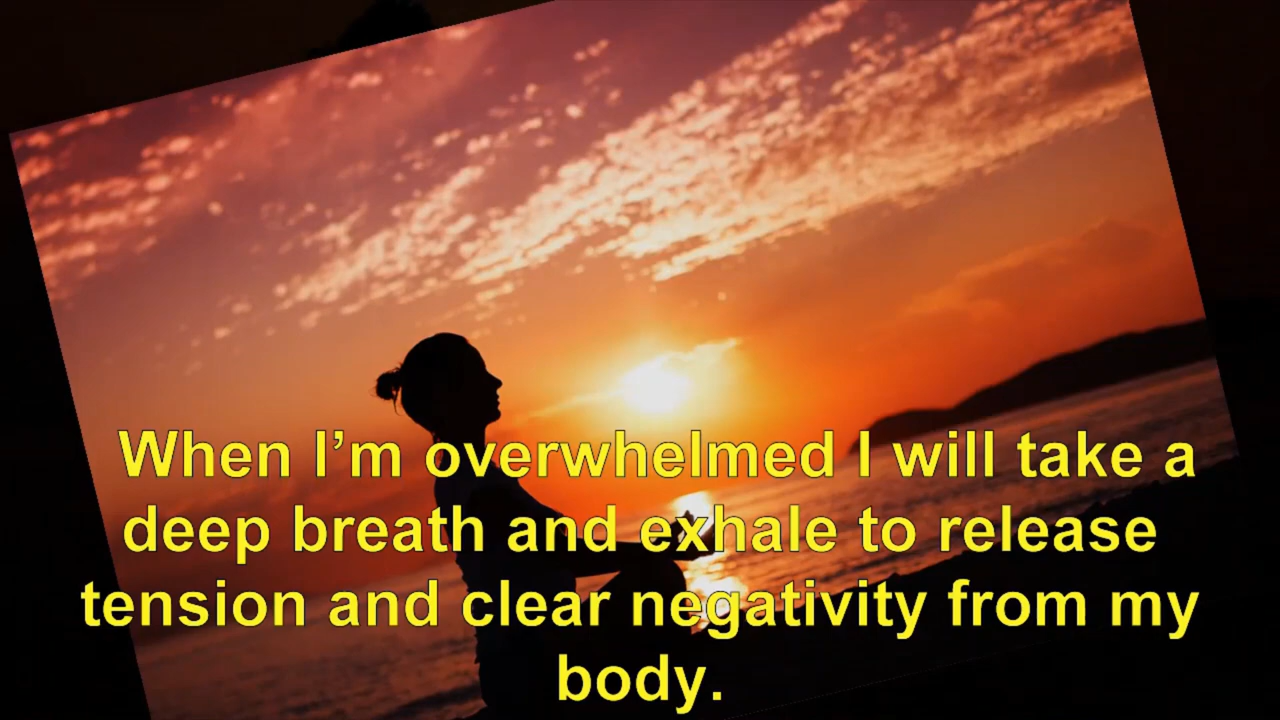 When I’m overwhelmed I will take a
deep breath and exhale to release
tension and clear negativity from my
body.